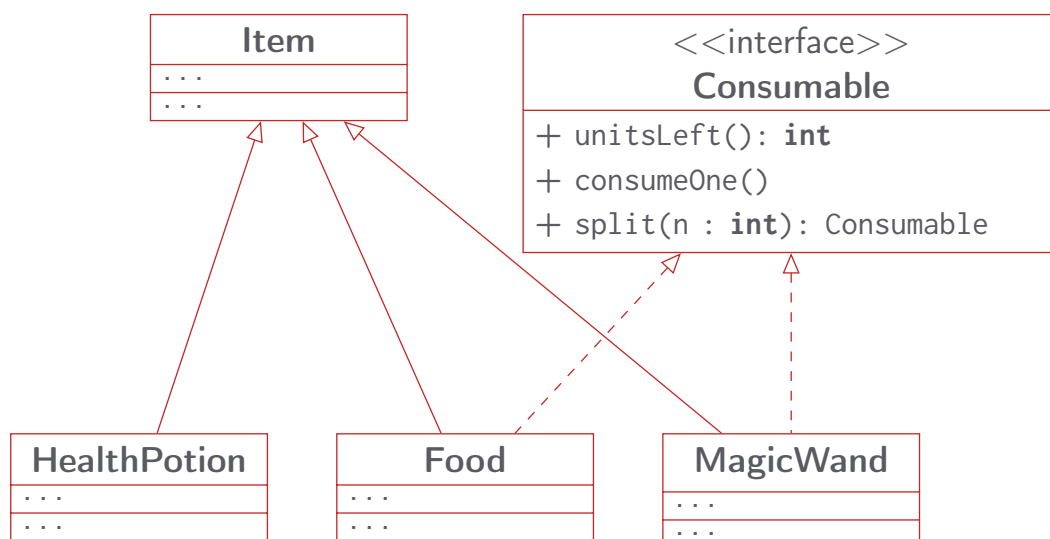 Item
...
...
<<interface>>
Consumable
+ unitsLeft(): int
+ consumeOne()
+ split(n : int): Consumable
HealthPotion
...
...
Food
...
...
MagicWand
...
...